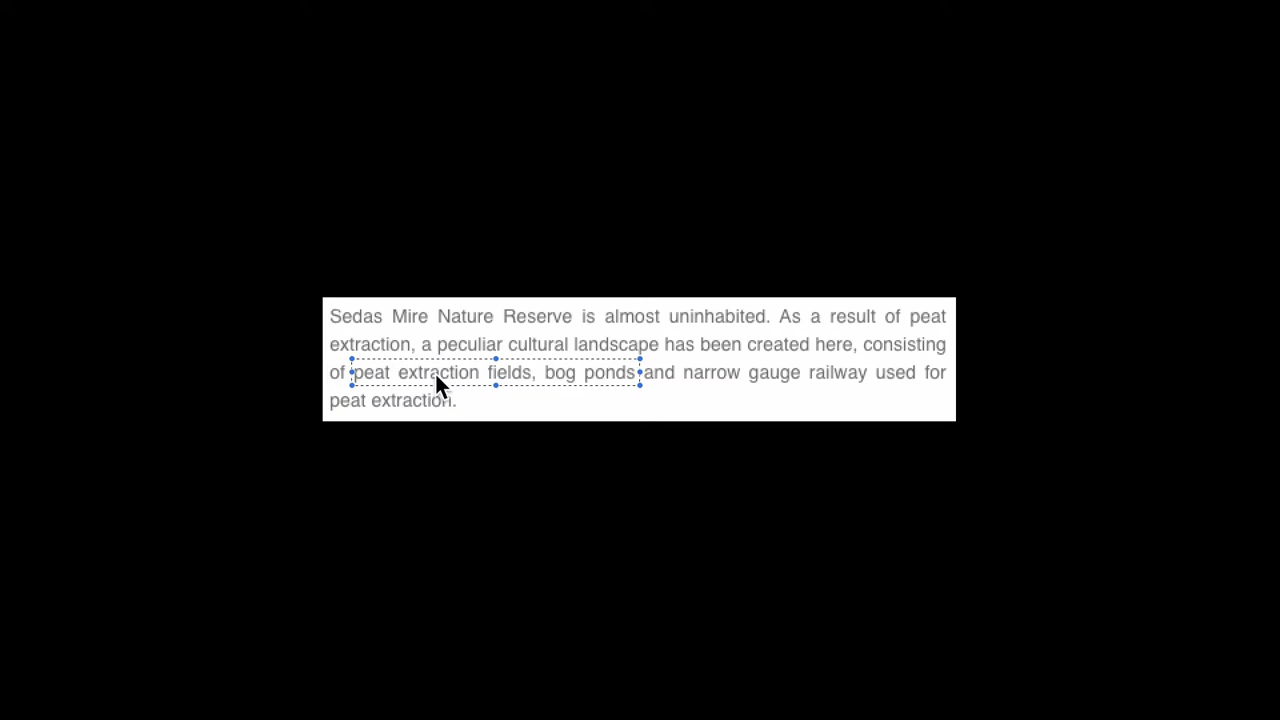 Sedas Mire Nature Reserve is almost uninhabited. As a result of peat
extraction, a peculiar cultural landscape has been created here, consisting
of peat extraction fields, bog ponds and narrow gauge railway used for
peat extraction.